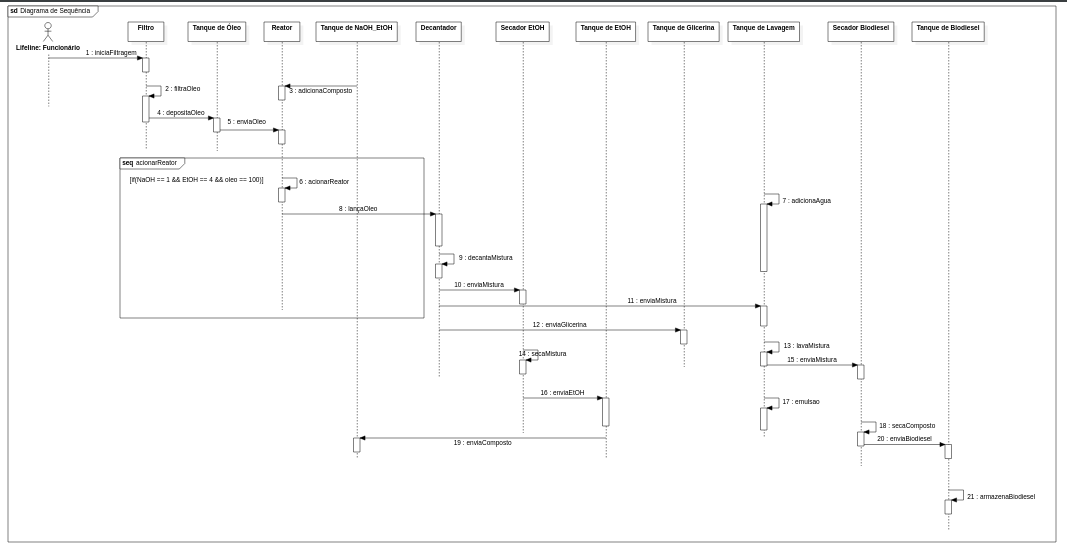 sd Diagrama de Sequência
Lifeline: Funcionário
Filtro
Tanque de Óleo
Reator
Tanque de NaOH_EtOH
Decantador
Secador EtOH
Tanque de EtOH
Tanque de Glicerina
Tanque de Lavagem
Secador Biodiesel
Tanque de Biodiesel
1 : iniciaFiltragem
2 : filtraOleo
3 : adicionaComposto
4 : depositaOleo
5 : enviaOleo
seq acionarReator
[if(NaOH == 1 && EtOH == 4 && oleo == 100)]
6 : acionarReator
7 : adicionaAgua
8 : lançaOleo
9 : decantaMistura
10 : enviaMistura
11 : enviaMistura
12 : enviaGlicerina
13 : lavaMistura
14 : secaMistura
15 : enviaMistura
16 : enviaEtOH
17 : emulsao
18 : secaComposto
19 : enviaComposto
20 : enviaBiodiesel
21 : armazenaBiodiesel